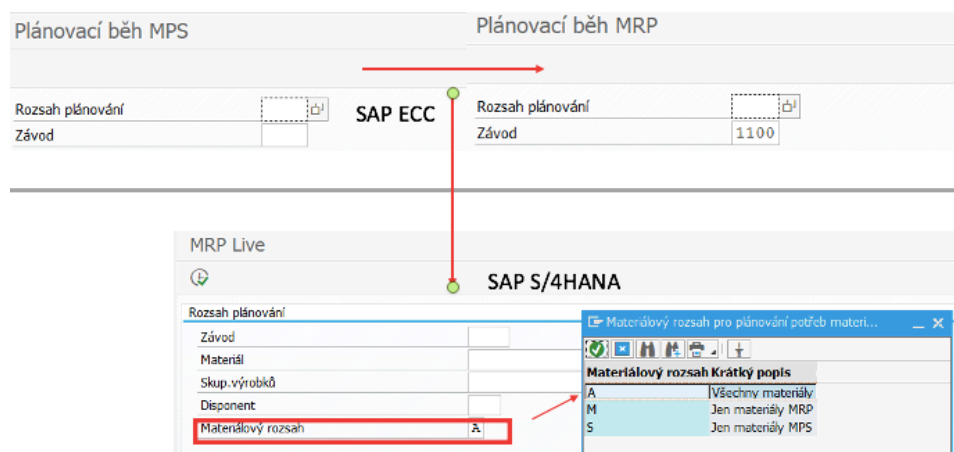 Plánovací běh MPS
Plánovací běh MRP
Rozsah plánování
Závod
SAP ECC
Rozsah plánování
Závod 1100
MRP Live
SAP S/4HANA
Rozsah plánování
Závod
Materiál
Skup.výrobků
Disponent
Materiálový rozsah A
Materiálový rozsah pro plánování potřeb materi...
Materiálový rozsah Krátký popis
A Všechny materiály
M Jen materiály MRP
S Jen materiály MPS